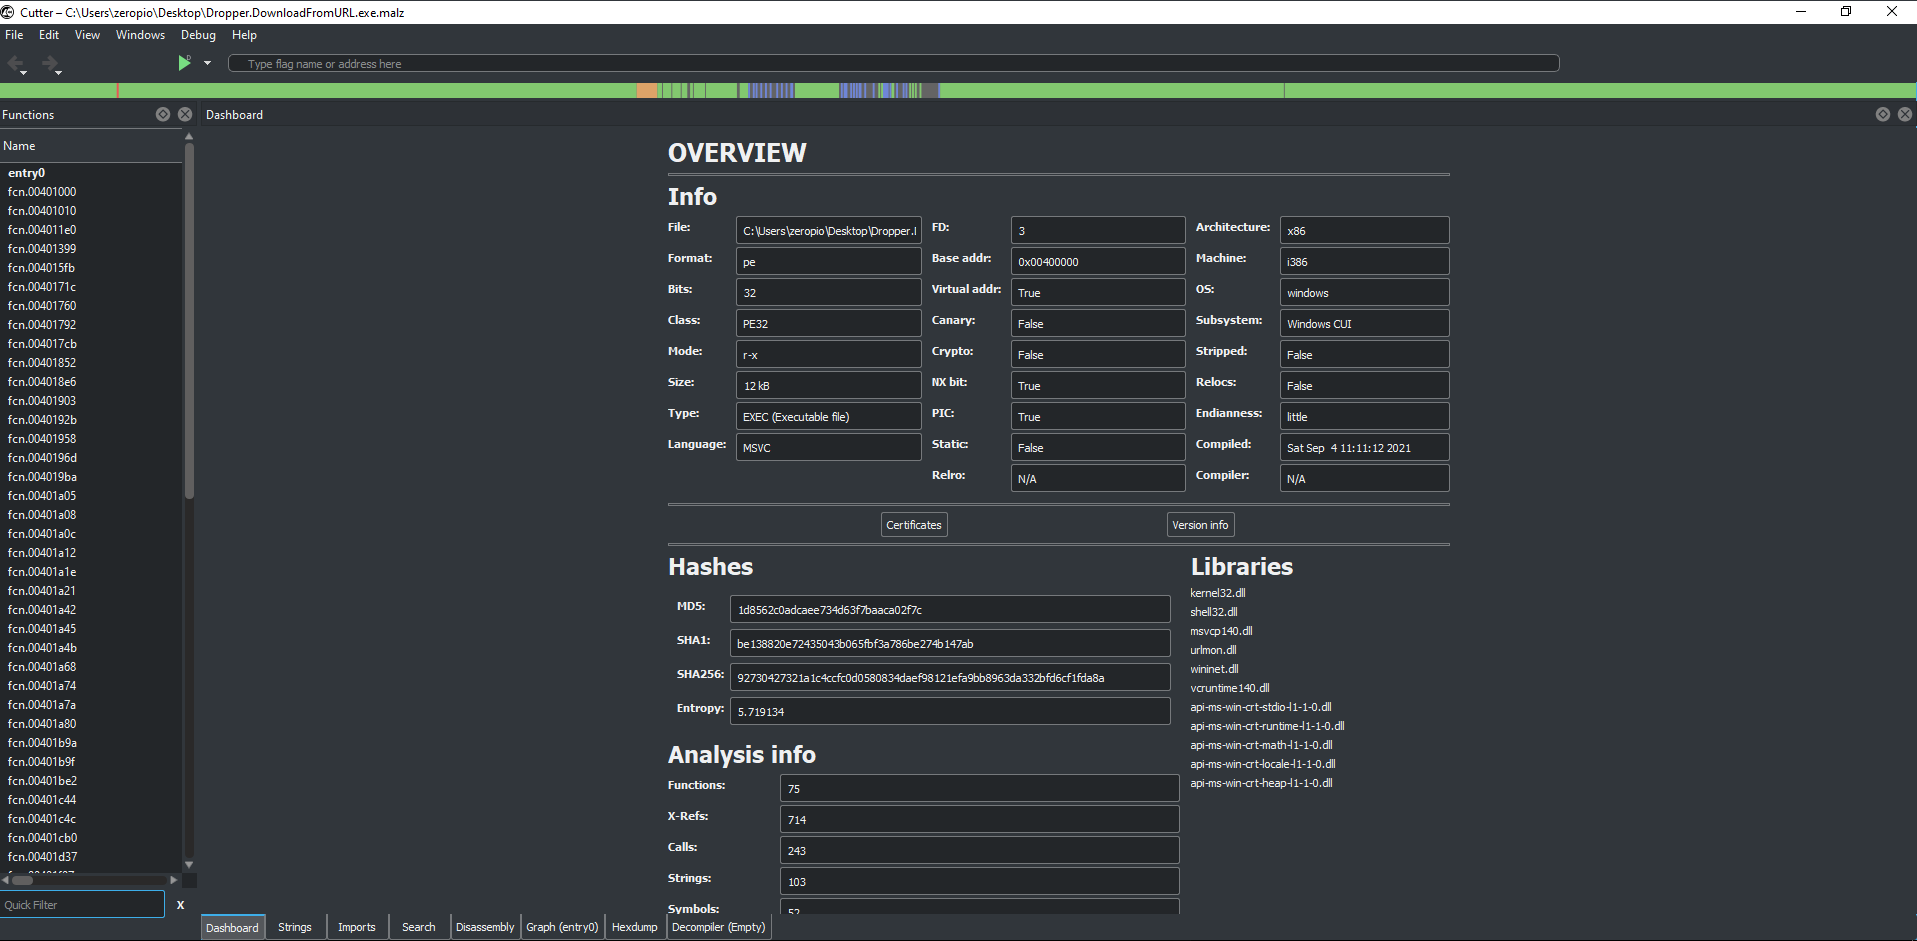 Cutter – C:\Users\zeropio\Desktop\Dropper.DownloadFromURL.exe.malz
File Edit View Windows Debug Help
Type flag name or address here
Functions
Name
entry0
fcn.00401000
fcn.00401010
fcn.004011e0
fcn.00401399
fcn.004015fb
fcn.0040171c
fcn.00401760
fcn.00401792
fcn.004017cb
fcn.00401852
fcn.004018e6
fcn.00401903
fcn.0040192b
fcn.00401958
fcn.0040196d
fcn.004019ba
fcn.00401a05
fcn.00401a08
fcn.00401a0c
fcn.00401a12
fcn.00401a1e
fcn.00401a21
fcn.00401a42
fcn.00401a45
fcn.00401a4b
fcn.00401a68
fcn.00401a74
fcn.00401a7a
fcn.00401a80
fcn.00401b9a
fcn.00401b9f
fcn.00401be2
fcn.00401c44
fcn.00401c4c
fcn.00401cb0
fcn.00401d37
Quick Filter X
Dashboard
OVERVIEW
Info
File: C:\Users\zeropio\Desktop\Dropper.I FD: 3 Architecture: x86
Format: pe Base addr: 0x00400000 Machine: i386
Bits: 32 Virtual addr: True OS: windows
Class: PE32 Canary: False Subsystem: Windows CUI
Mode: r-x Crypto: False Stripped: False
Size: 12 kB NX bit: True Relocs: False
Type: EXEC (Executable file) PIC: True Endianness: little
Language: MSVC Static: False Compiled: Sat Sep 4 11:11:12 2021
Relro: N/A Compiler: N/A
Certificates Version info
Hashes
MD5: 1d8562c0adcaee734d63f7baaca02f7c
SHA1: be138820e72435043b065fbf3a786be274b147ab
SHA256: 92730427321a1c4ccfc0d0580834daef98121efa9bb8963da332bfd6cf1fda8a
Entropy: 5.719134
Libraries
kernel32.dll
shell32.dll
msvcp140.dll
urlmon.dll
wininet.dll
vcruntime140.dll
api-ms-win-crt-stdio-l1-1-0.dll
api-ms-win-crt-runtime-l1-1-0.dll
api-ms-win-crt-math-l1-1-0.dll
api-ms-win-crt-locale-l1-1-0.dll
api-ms-win-crt-heap-l1-1-0.dll
Analysis info
Functions: 75
X-Refs: 714
Calls: 243
Strings: 103
Symbols: 52
Dashboard Strings Imports Search Disassembly Graph (entry0) Hexdump Decompiler (Empty)